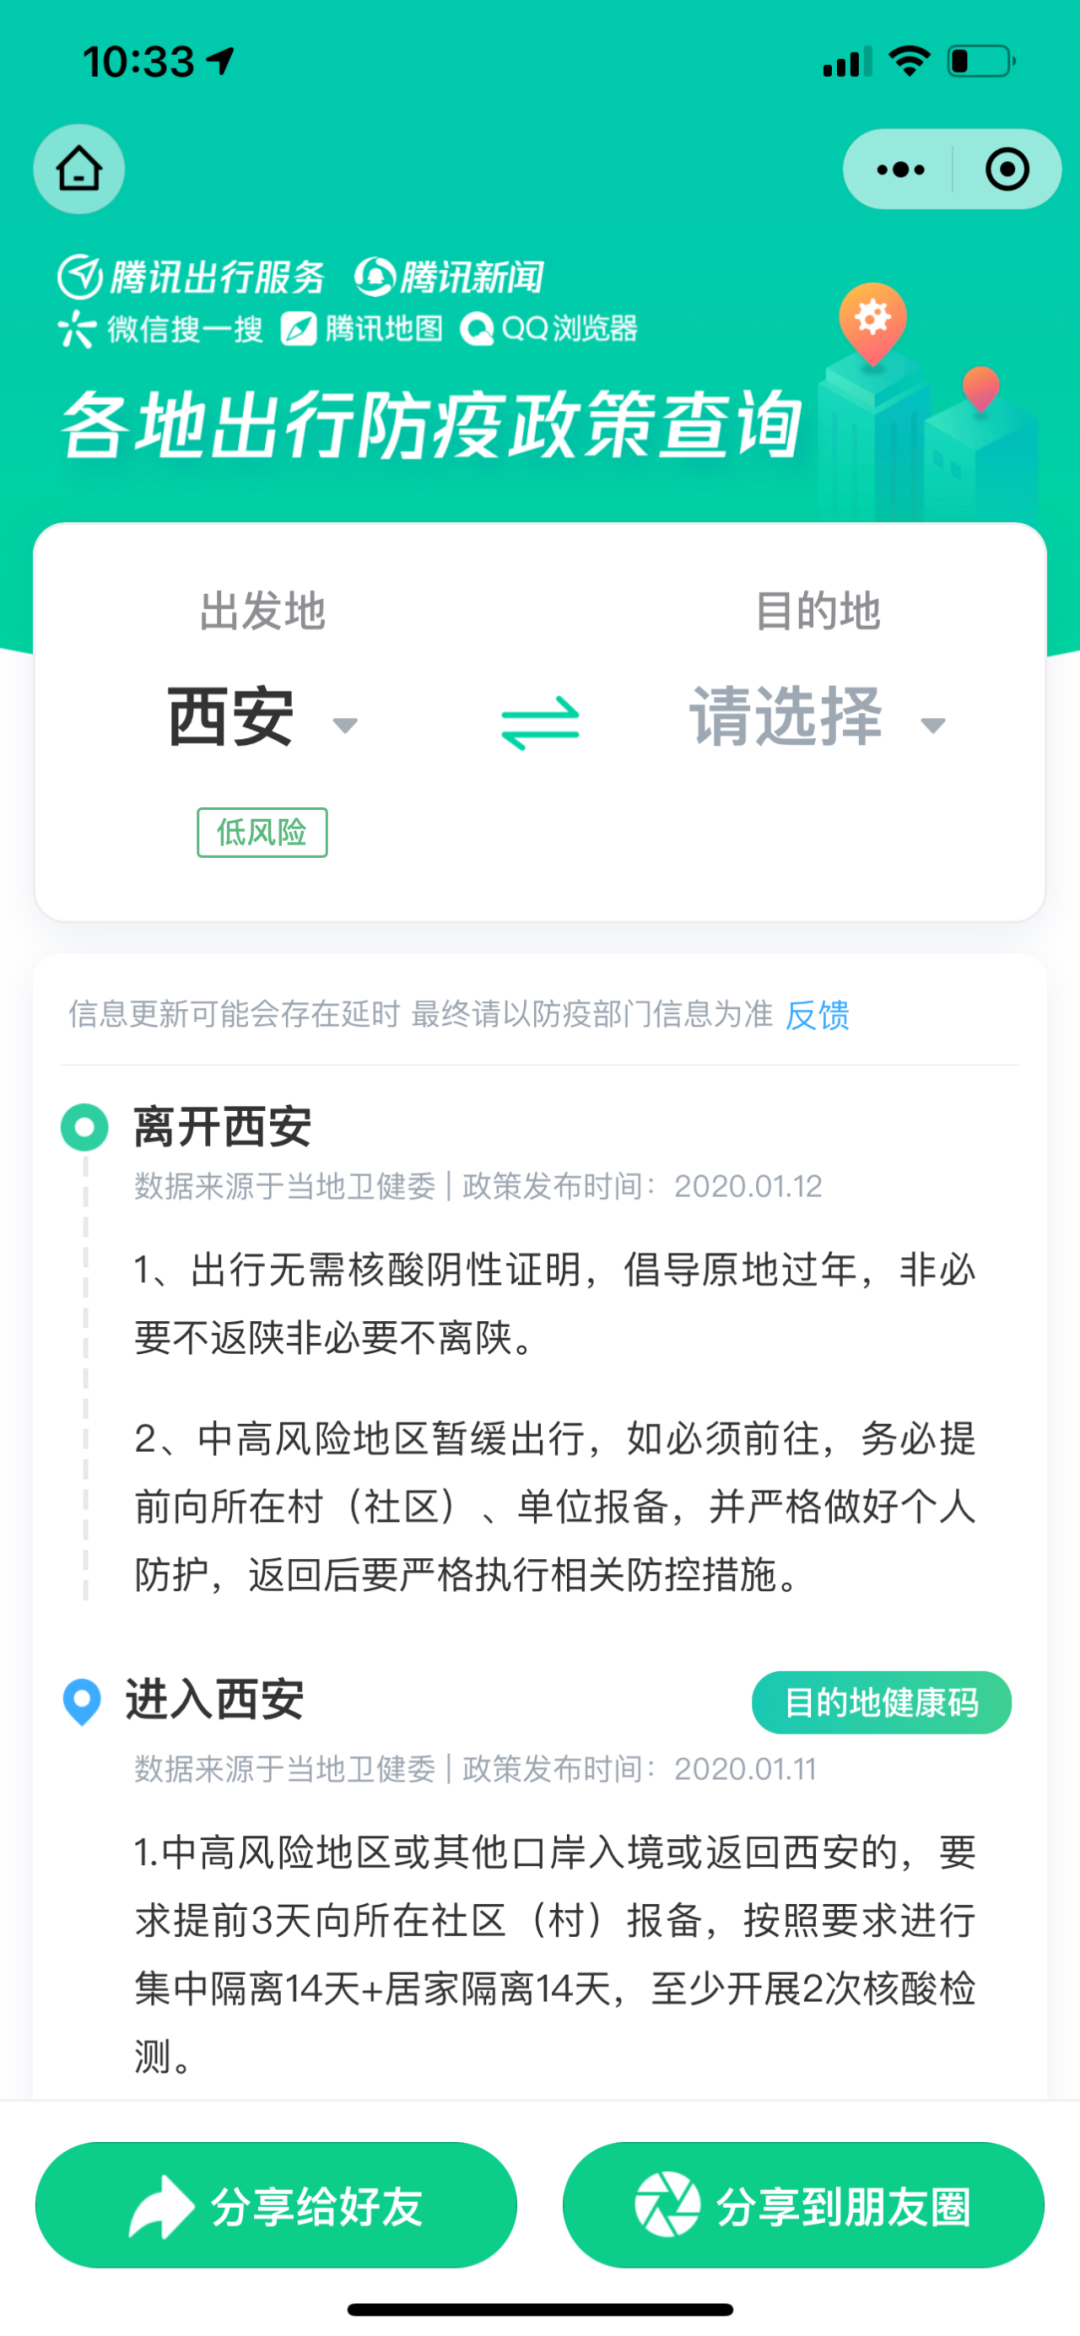 10:33
腾讯出行服务 腾讯新闻
微信搜一搜 腾讯地图 QQ浏览器
各地出行防疫政策查询
出发地 目的地
西安 请选择
低风险
信息更新可能会存在延时 最终请以防疫部门信息为准 反馈
离开西安
数据来源于当地卫健委 | 政策发布时间：2020.01.12
1、出行无需核酸阴性证明，倡导原地过年，非必
要不返陕非必要不离陕。
2、中高风险地区暂缓出行，如必须前往，务必提
前向所在村（社区）、单位报备，并严格做好个人
防护，返回后要严格执行相关防控措施。
进入西安 目的地健康码
数据来源于当地卫健委 | 政策发布时间：2020.01.11
1.中高风险地区或其他口岸入境或返回西安的，要
求提前3天向所在社区（村）报备，按照要求进行
集中隔离14天+居家隔离14天，至少开展2次核酸检
测。
分享给好友 分享到朋友圈